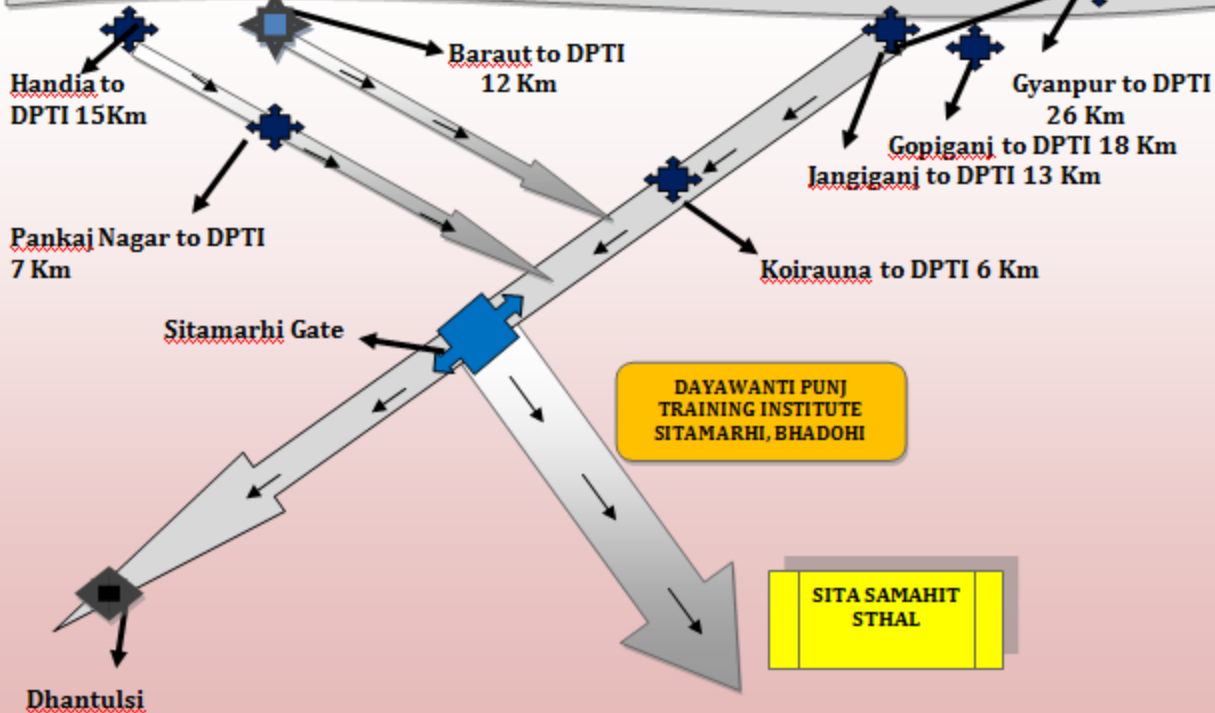 Baraut to DPTI
12 Km
Handia to
DPTI 15Km
Gyanpur to DPTI
26 Km
Gopiganj to DPTI 18 Km
Jangiganj to DPTI 13 Km
Pankaj Nagar to DPTI
7 Km
Koirauna to DPTI 6 Km
Sitamarhi Gate
DAYAWANTI PUNJ
TRAINING INSTITUTE
SITAMARHI, BHADOHI
SITA SAMAHIT
STHAL
Dhantulsi